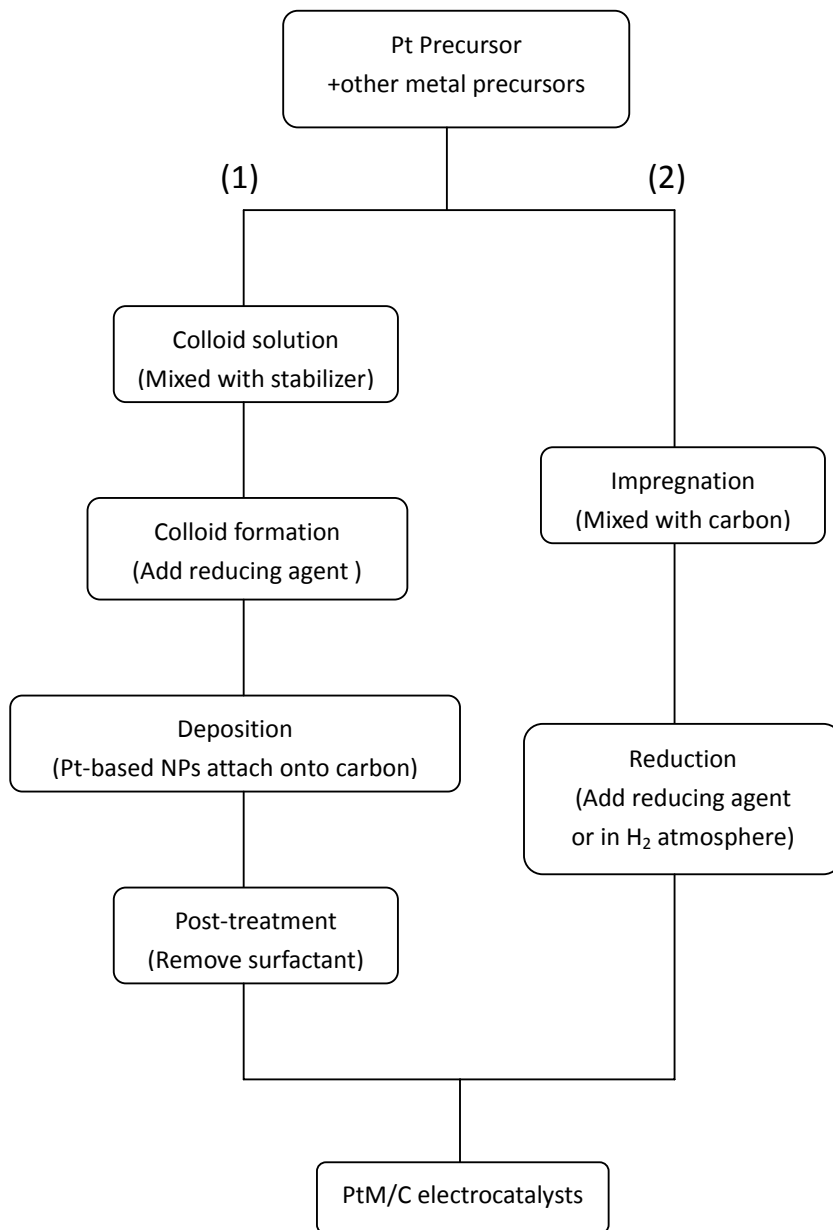 Pt Precursor
+other metal precursors
(1)
(2)
Colloid solution
(Mixed with stabilizer)
Colloid formation
(Add reducing agent )
Deposition
(Pt-based NPs attach onto carbon)
Post-treatment
(Remove surfactant)
Impregnation
(Mixed with carbon)
Reduction
(Add reducing agent
or in H₂ atmosphere)
PtM/C electrocatalysts